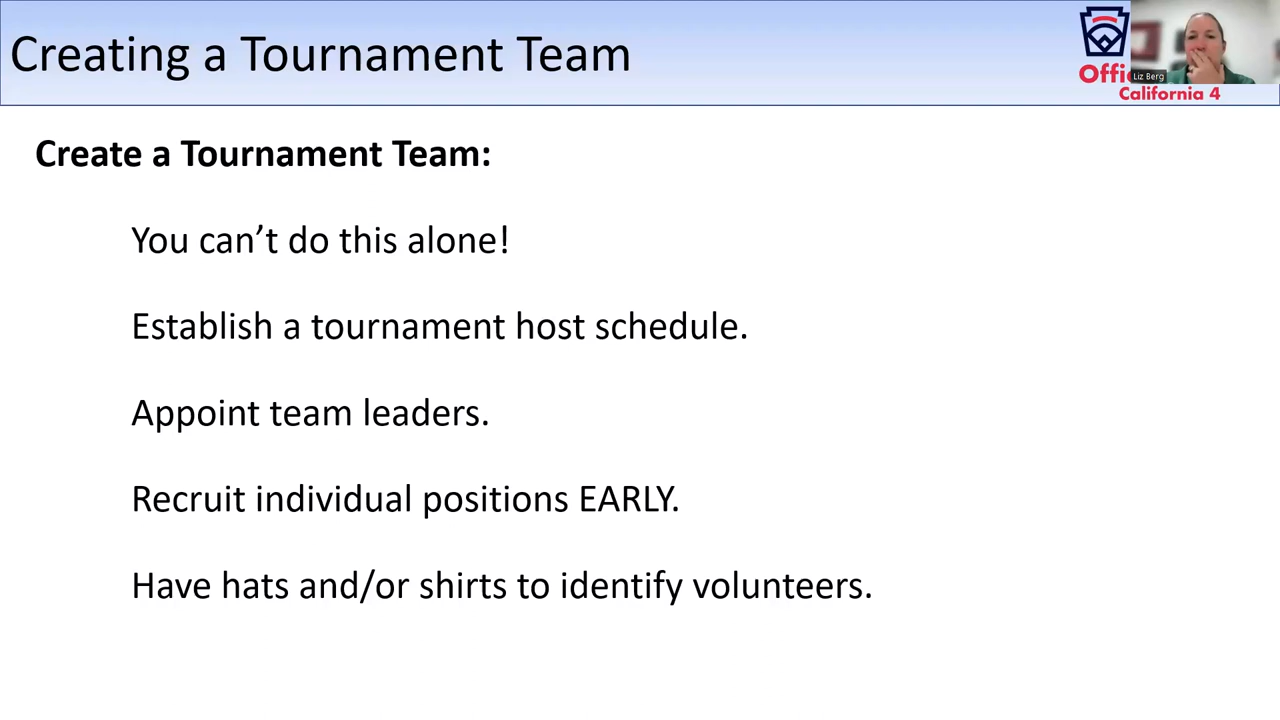 Creating a Tournament Team
Liz Berg
California 4
Create a Tournament Team:
You can’t do this alone!
Establish a tournament host schedule.
Appoint team leaders.
Recruit individual positions EARLY.
Have hats and/or shirts to identify volunteers.